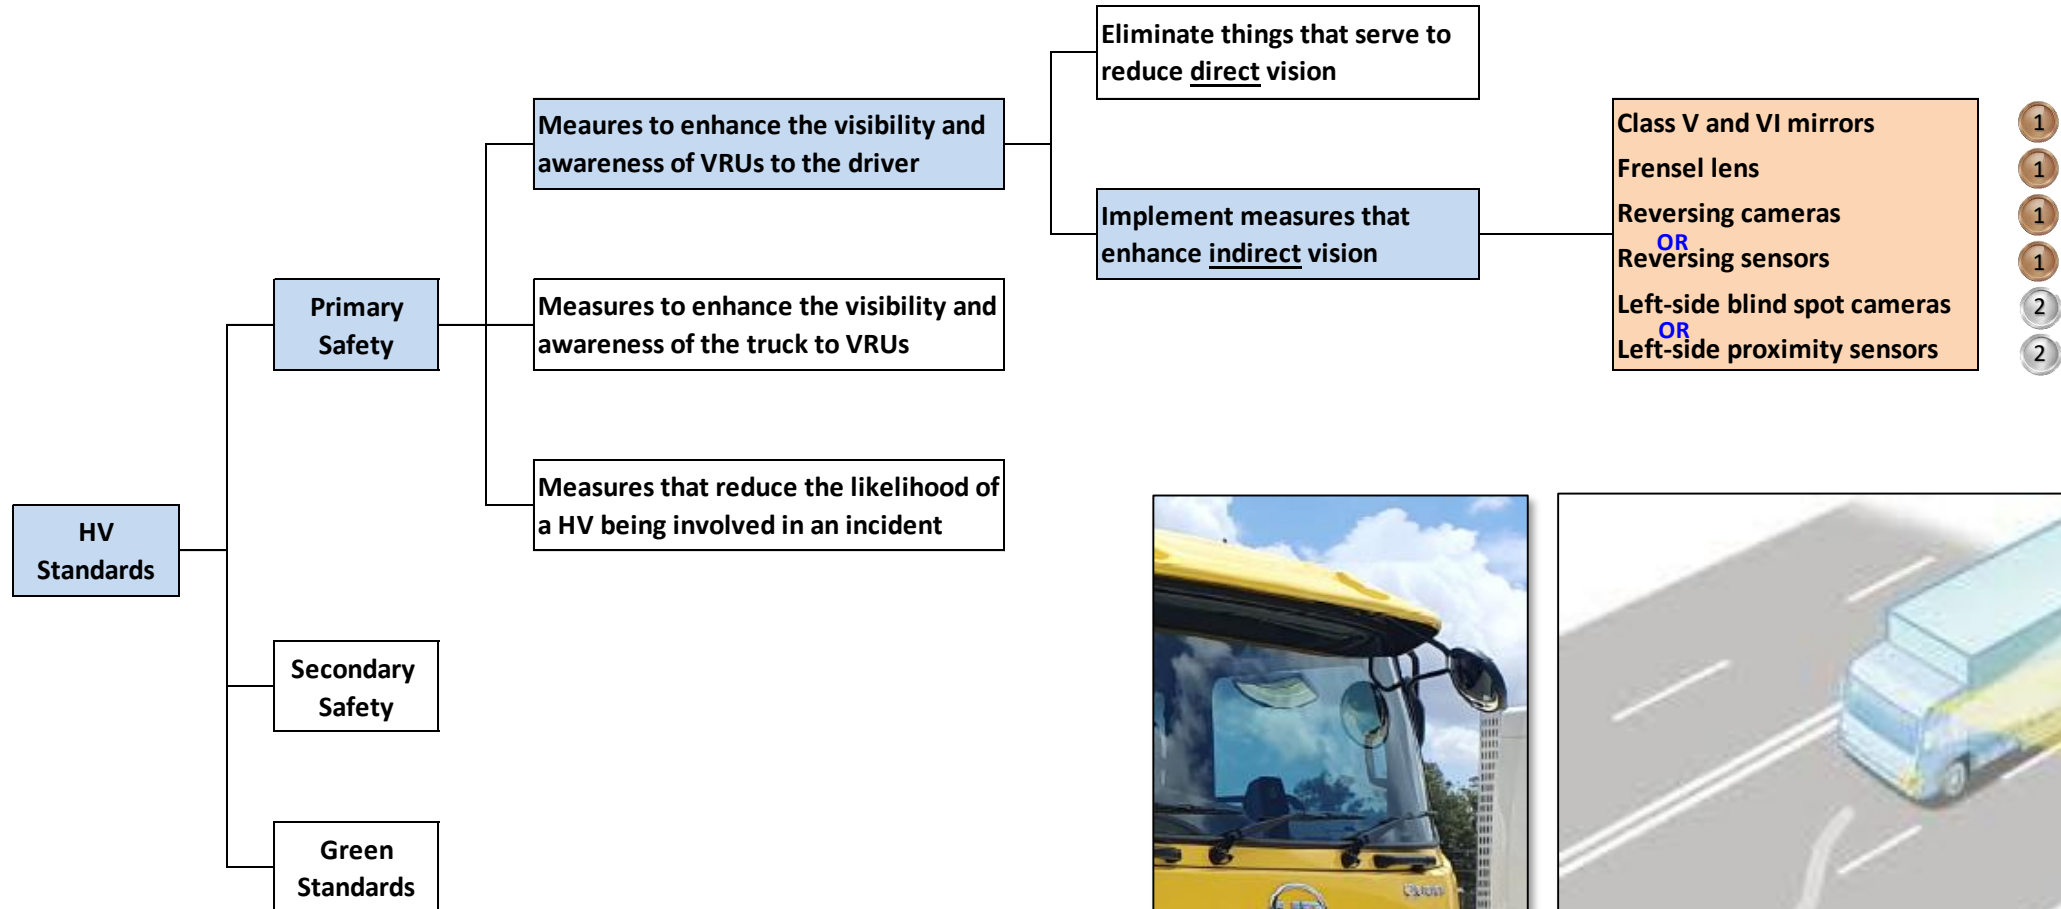 Eliminate things that serve to
reduce direct vision
Meaures to enhance the visibility and
awareness of VRUs to the driver
Class V and VI mirrors
1
Frensel lens
1
Implement measures that
enhance indirect vision
Reversing cameras
1
OR
Reversing sensors
1
Primary
Safety
Measures to enhance the visibility and
awareness of the truck to VRUs
Left-side blind spot cameras
2
OR
Left-side proximity sensors
2
Measures that reduce the likelihood of
a HV being involved in an incident
HV
Standards
Secondary
Safety
Green
Standards
Quon